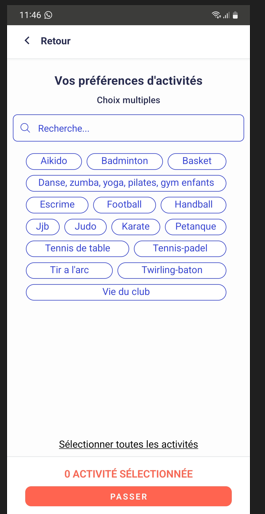 11:46
Retour
Vos préférences d'activités
Choix multiples
Recherche...
Aikido Badminton Basket
Danse, zumba, yoga, pilates, gym enfants
Escrime Football Handball
Jjb Judo Karate Petanque
Tennis de table Tennis-padel
Tir a l'arc Twirling-baton
Vie du club
Sélectionner toutes les activités
0 ACTIVITÉ SÉLECTIONNÉE
PASSER